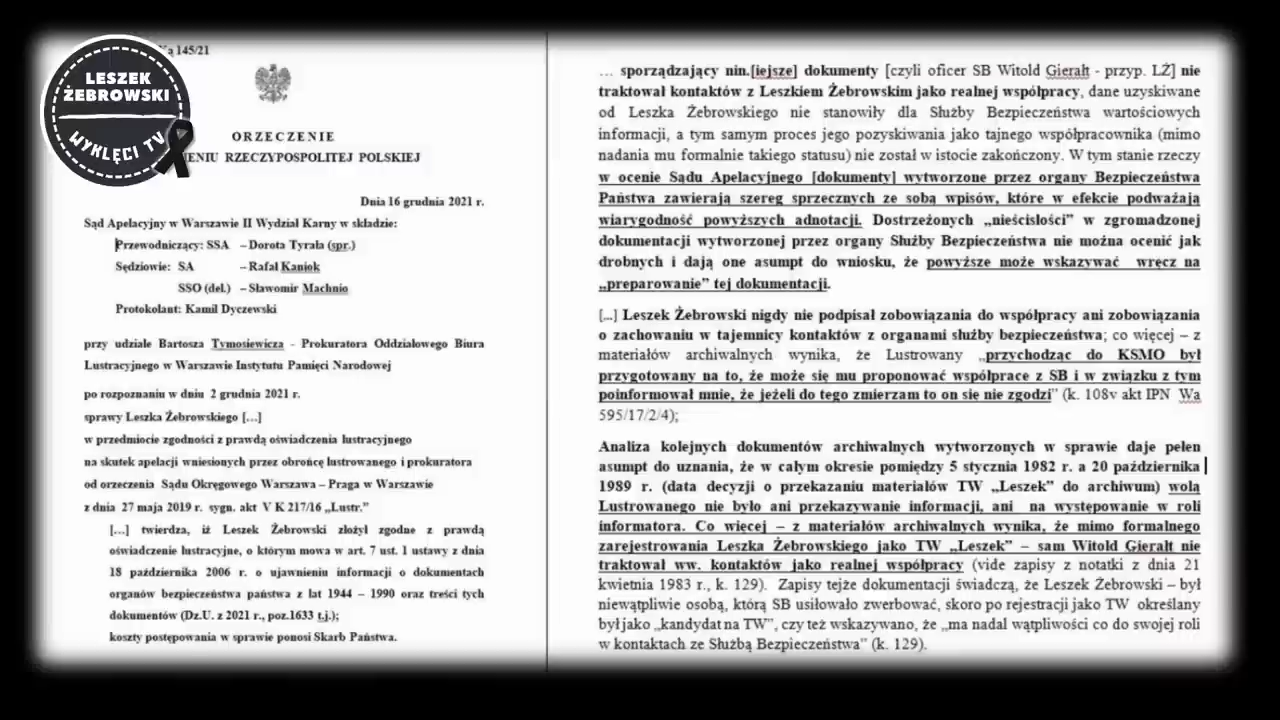 LESZEK
ŻEBROWSKI
WYKLĘCI TV
145/21
ORZECZENIE
IENIU RZECZYPOSPOLITEJ POLSKIEJ
Dnia 16 grudnia 2021 r.
Sąd Apelacyjny w Warszawie II Wydział Karny w składzie:
Przewodniczący: SSA – Dorota Tyrała (spr.)
Sędziowie: SA – Rafał Kaniok
SSO (del.) – Sławomir Machnio
Protokolant: Kamil Dyczewski
przy udziale Bartosza Tymosiewicza - Prokuratora Oddziałowego Biura
Lustracyjnego w Warszawie Instytutu Pamięci Narodowej
po rozpoznaniu w dniu 2 grudnia 2021 r.
sprawy Leszka Żebrowskiego [...]
w przedmiocie zgodności z prawdą oświadczenia lustracyjnego
na skutek apelacji wniesionych przez obrońcę lustrowanego i prokuratora
od orzeczenia Sądu Okręgowego Warszawa – Praga w Warszawie
z dnia 27 maja 2019 r. sygn. akt V K 217/16 „Lustr.”
[...] twierdza, iż Leszek Żebrowski złożył zgodne z prawdą
oświadczenie lustracyjne, o którym mowa w art. 7 ust. 1 ustawy z dnia
18 października 2006 r. o ujawnieniu informacji o dokumentach
organów bezpieczeństwa państwa z lat 1944 – 1990 oraz treści tych
dokumentów (Dz.U. z 2021 r., poz.1633 t.j.);
koszty postępowania w sprawie ponosi Skarb Państwa.
… sporządzający nin.[iejsze] dokumenty [czyli oficer SB Witold Gierałt - przyp. LŻ] nie
traktował kontaktów z Leszkiem Żebrowskim jako realnej współpracy, dane uzyskiwane
od Leszka Żebrowskiego nie stanowiły dla Służby Bezpieczeństwa wartościowych
informacji, a tym samym proces jego pozyskiwania jako tajnego współpracownika (mimo
nadania mu formalnie takiego statusu) nie został w istocie zakończony. W tym stanie rzeczy
w ocenie Sądu Apelacyjnego [dokumenty] wytworzone przez organy Bezpieczeństwa
Państwa zawierają szereg sprzecznych ze sobą wpisów, które w efekcie podważają
wiarygodność powyższych adnotacji. Dostrzeżonych „nieścisłości” w zgromadzonej
dokumentacji wytworzonej przez organy Służby Bezpieczeństwa nie można ocenić jak
drobnych i dają one asumpt do wniosku, że powyższe może wskazywać wręcz na
„preparowanie” tej dokumentacji.
[...] Leszek Żebrowski nigdy nie podpisał zobowiązania do współpracy ani zobowiązania
o zachowaniu w tajemnicy kontaktów z organami służby bezpieczeństwa; co więcej – z
materiałów archiwalnych wynika, że Lustrowany „przychodząc do KSMO był
przygotowany na to, że może się mu proponować współprace z SB i w związku z tym
poinformował mnie, że jeżeli do tego zmierzam to on się nie zgodzi” (k. 108v akt IPN Wa
595/17/2/4);
Analiza kolejnych dokumentów archiwalnych wytworzonych w sprawie daje pełen
asumpt do uznania, że w całym okresie pomiędzy 5 stycznia 1982 r. a 20 października
1989 r. (data decyzji o przekazaniu materiałów TW „Leszek” do archiwum) wolą
Lustrowanego nie było ani przekazywanie informacji, ani na występowanie w roli
informatora. Co więcej – z materiałów archiwalnych wynika, że mimo formalnego
zarejestrowania Leszka Żebrowskiego jako TW „Leszek” – sam Witold Gierałt nie
traktował ww. kontaktów jako realnej współpracy (vide zapisy z notatki z dnia 21
kwietnia 1983 r., k. 129). Zapisy tejże dokumentacji świadczą, że Leszek Żebrowski – był
niewątpliwie osobą, którą SB usiłowało zwerbować, skoro po rejestracji jako TW określany
był jako „kandydat na TW”, czy też wskazywano, że „ma nadal wątpliwości co do swojej roli
w kontaktach ze Służbą Bezpieczeństwa” (k. 129).